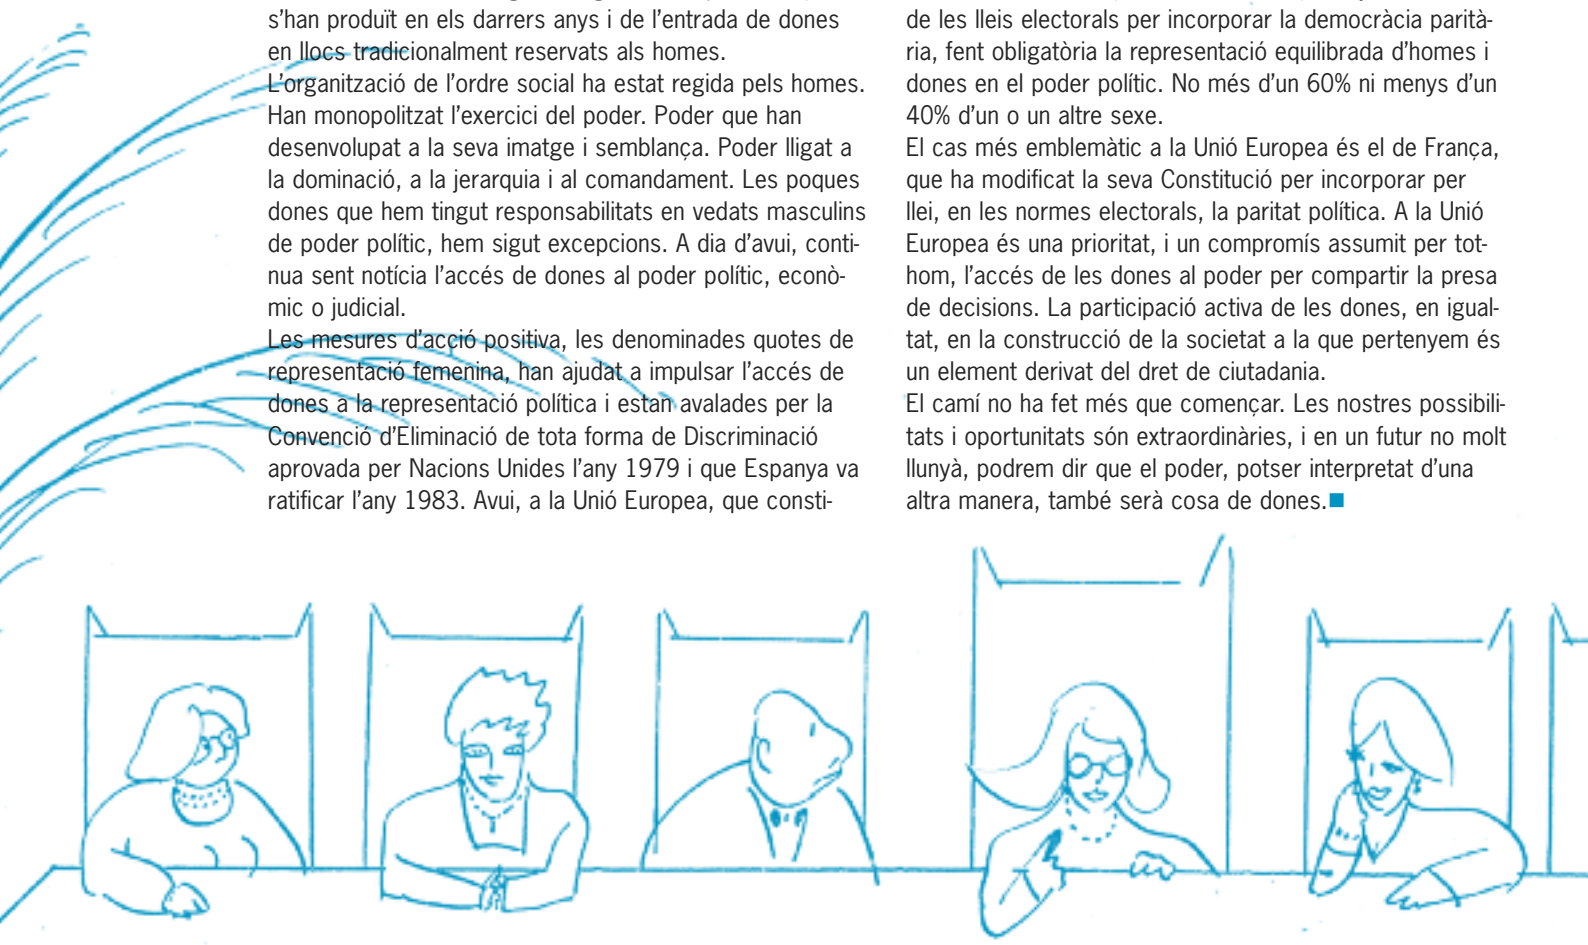 s’han produït en els darrers anys i de l’entrada de dones
en llocs tradicionalment reservats als homes.
L’organització de l’ordre social ha estat regida pels homes.
Han monopolitzat l’exercici del poder. Poder que han
desenvolupat a la seva imatge i semblança. Poder lligat a
la dominació, a la jerarquia i al comandament. Les poques
dones que hem tingut responsabilitats en vedats masculins
de poder polític, hem sigut excepcions. A dia d’avui, conti-
nua sent notícia l’accés de dones al poder polític, econò-
mic o judicial.
Les mesures d’acció positiva, les denominades quotes de
representació femenina, han ajudat a impulsar l’accés de
dones a la representació política i estan avalades per la
Convenció d’Eliminació de tota forma de Discriminació
aprovada per Nacions Unides l’any 1979 i que Espanya va
ratificar l’any 1983. Avui, a la Unió Europea, que consti-
de les lleis electorals per incorporar la democràcia parità-
ria, fent obligatòria la representació equilibrada d’homes i
dones en el poder polític. No més d’un 60% ni menys d’un
40% d’un o un altre sexe.
El cas més emblemàtic a la Unió Europea és el de França,
que ha modificat la seva Constitució per incorporar per
llei, en les normes electorals, la paritat política. A la Unió
Europea és una prioritat, i un compromís assumit per tot-
hom, l’accés de les dones al poder per compartir la presa
de decisions. La participació activa de les dones, en igual-
tat, en la construcció de la societat a la que pertenyem és
un element derivat del dret de ciutadania.
El camí no ha fet més que començar. Les nostres possibili-
tats i oportunitats són extraordinàries, i en un futur no molt
llunyà, podrem dir que el poder, potser interpretat d’una
altra manera, també serà cosa de dones.